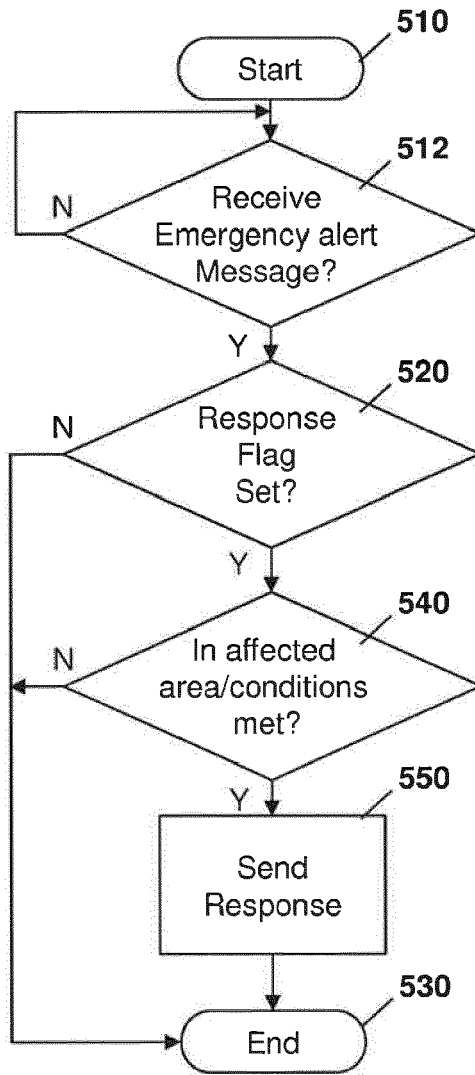 510
Start
512
N
Receive
Emergency alert
Message?
Y
520
N
Response
Flag
Set?
Y
540
N
In affected
area/conditions
met?
Y
550
Send
Response
530
End